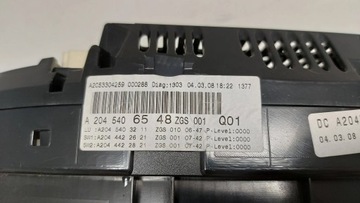 A2C53304259 000288 Diag:1303 04.03.08 18:22 1377
A 204 540 65 48 ZGS 001 Q01
LU :A204 540 32 11 ZGS 010 06-47,P-Level:0000
SW1:A204 442 26 21 ZGS 001 07-42,P-Level:0000
SW2:A204 442 28 21 ZGS 001 07-42,P-Level:0000
DC A204
04.03.08